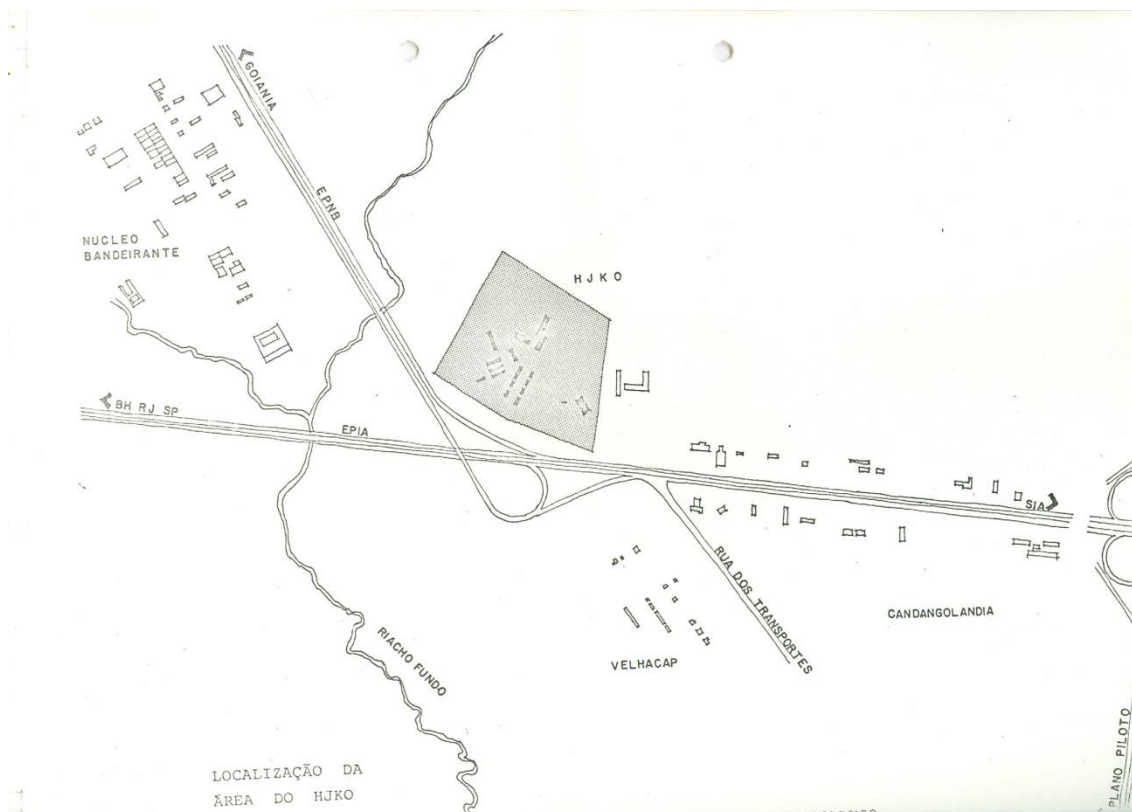 GOIANIA
EPNB
NUCLEO
BANDEIRANTE
HJKO
BH RJ SP
EPIA
SIA
RUA DOS TRANSPORTES
CANDANGOLANDIA
VELHACAP
RIACHO FUNDO
PLANO PILOTO
LOCALIZAÇÃO DA
ÁREA DO HJKO